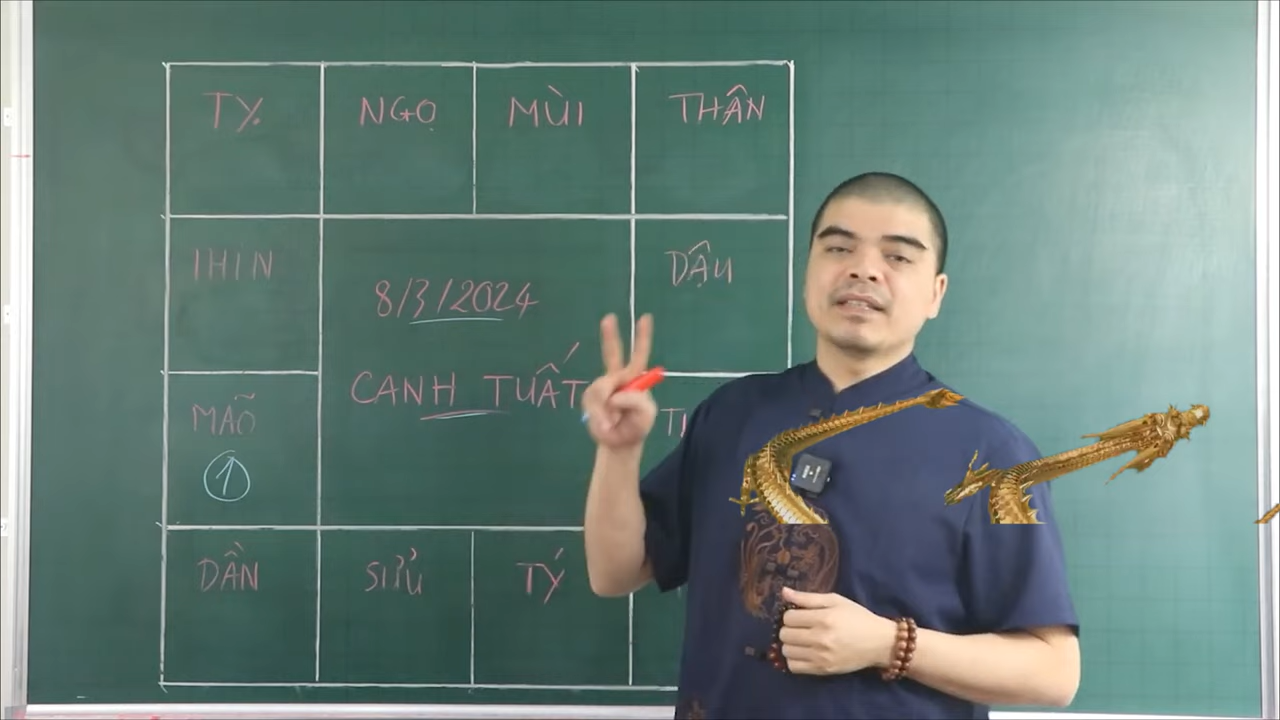 TỴ
NGỌ
MÙI
THÂN
THÌN
DẬU
8/3/2024
CANH TUẤT
MÃO
1
DẦN
SỬU
TÝ